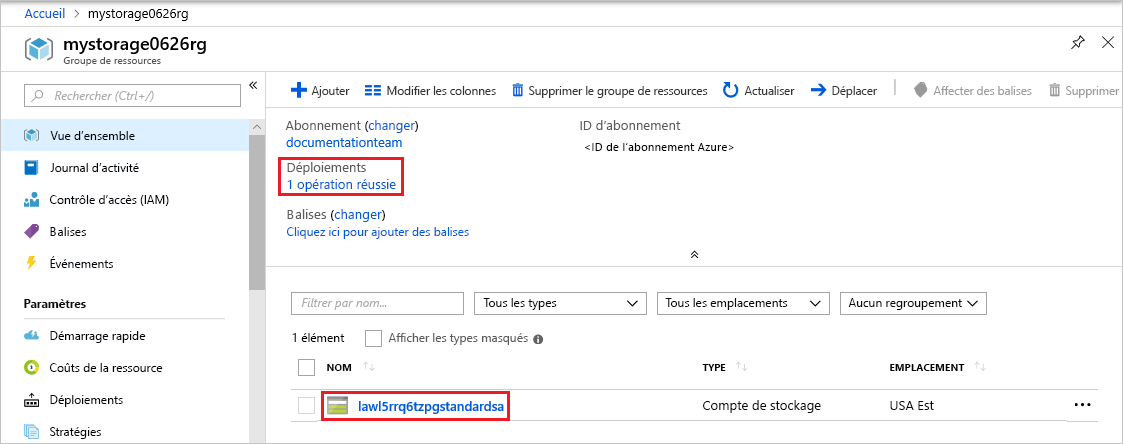 Accueil > mystorage0626rg
mystorage0626rg
Groupe de ressources
Rechercher (Ctrl+/)
«
Vue d'ensemble
Journal d'activité
Contrôle d'accès (IAM)
Balises
Événements
Paramètres
Démarrage rapide
Coûts de la ressource
Déploiements
Stratégies
Ajouter Modifier les colonnes Supprimer le groupe de ressources Actualiser Déplacer Affecter des balises Supprimer
Abonnement (changer) ID d'abonnement
documentationteam <ID de l'abonnement Azure>
Déploiements
1 opération réussie
Balises (changer)
Cliquez ici pour ajouter des balises
Filtrer par nom... Tous les types Tous les emplacements Aucun regroupement
1 élément Afficher les types masqués
NOM TYPE EMPLACEMENT
lawl5rrq6tzpgstandardsa Compte de stockage USA Est